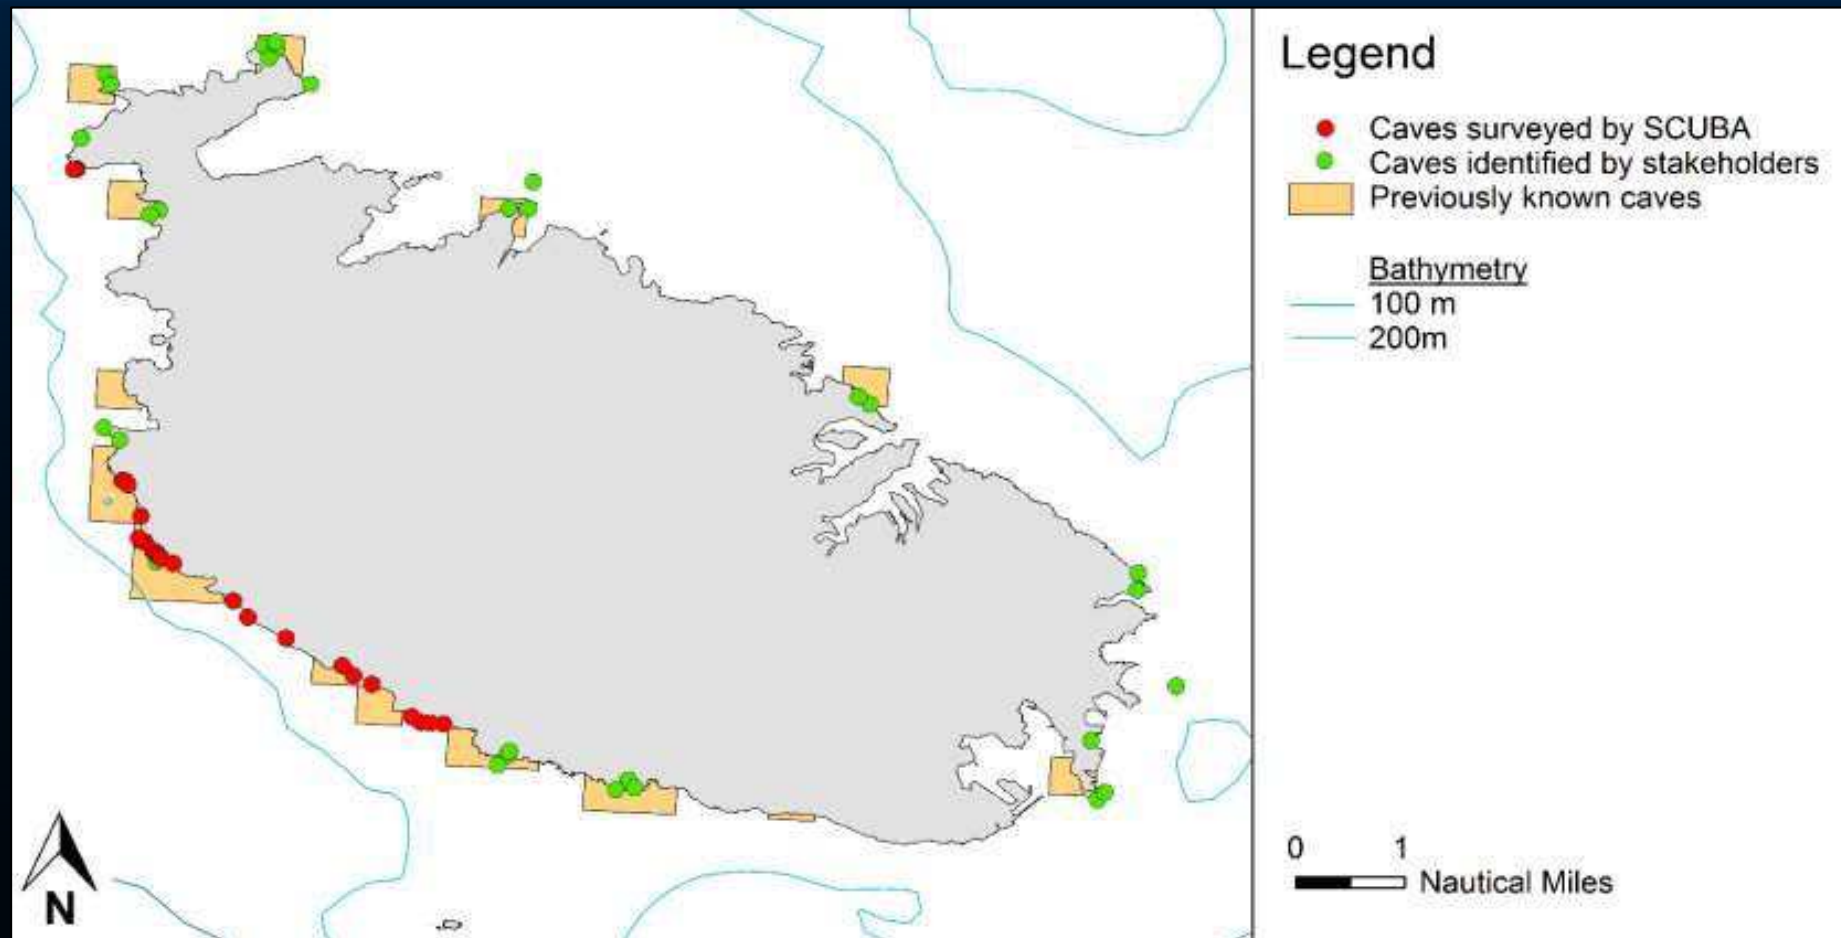 Legend
Caves surveyed by SCUBA
Caves identified by stakeholders
Previously known caves
Bathymetry
100 m
200m
0 1
Nautical Miles
N